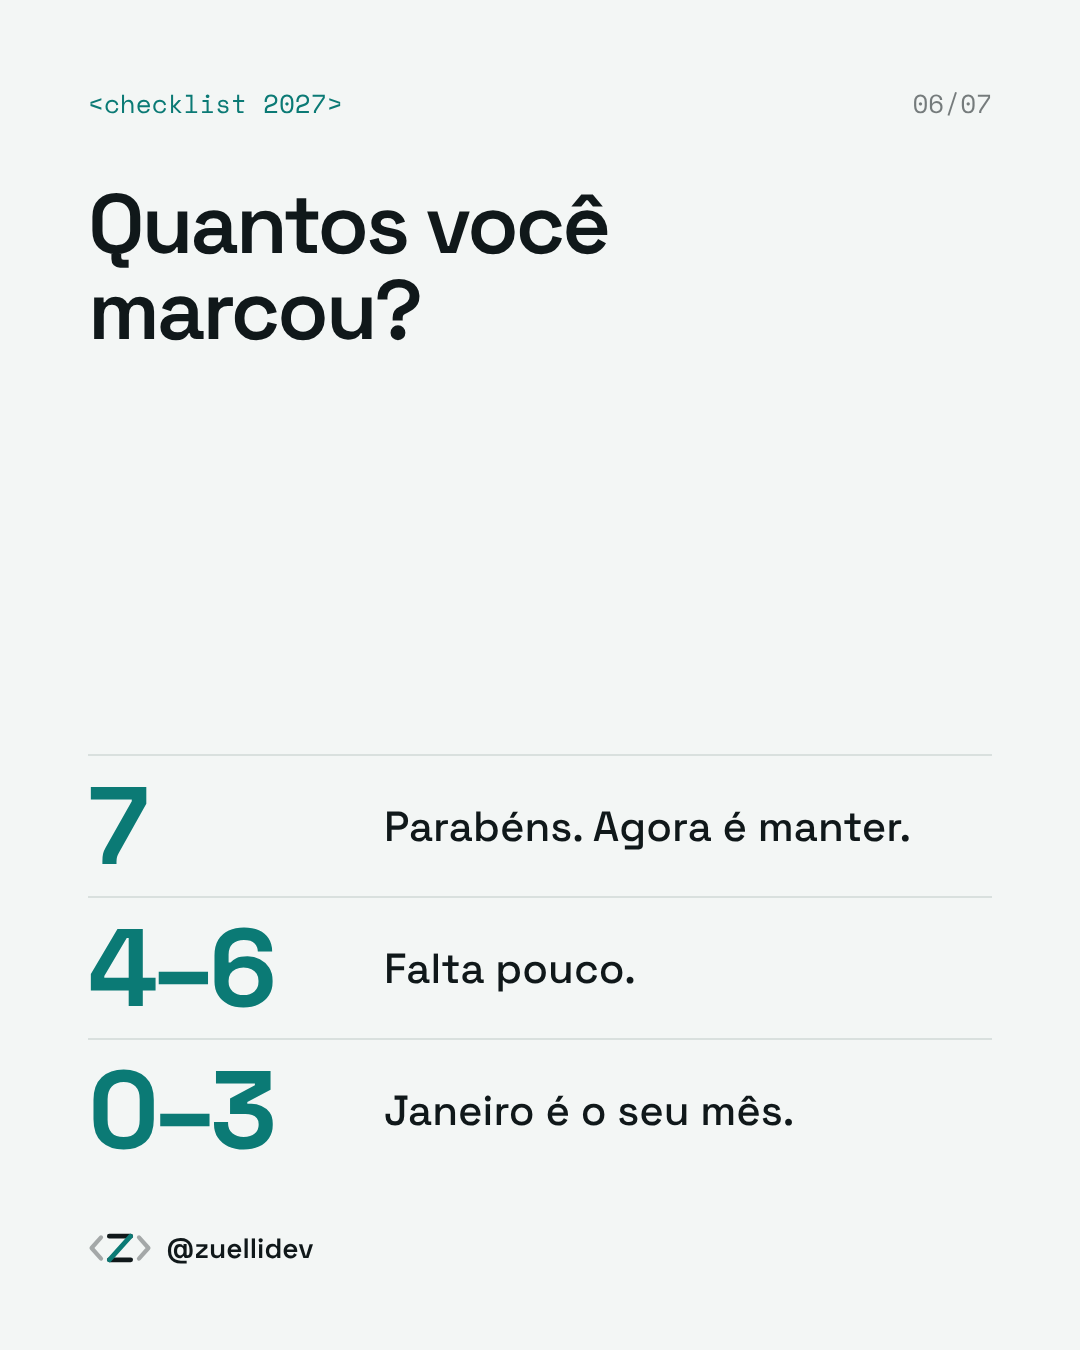 <checklist 2027>
06/07
Quantos você
marcou?
7
Parabéns. Agora é manter.
4–6
Falta pouco.
0–3
Janeiro é o seu mês.
<Z> @zuellidev